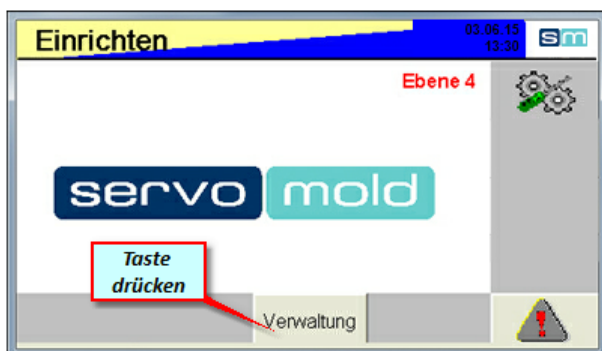 Einrichten
03.06.15
13:30
sm
Ebene 4
servo mold
Taste
drücken
Verwaltung
!